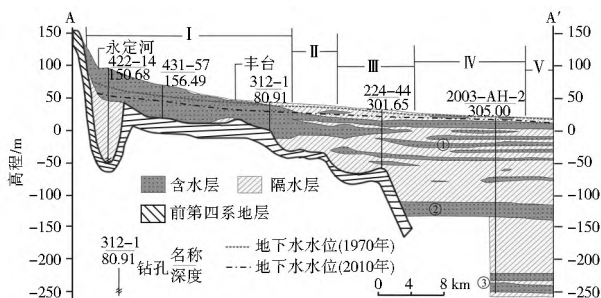 A
A′
150
100
50
0
-50
-100
-150
-200
-250
高程/m
Ⅰ
Ⅱ
Ⅲ
Ⅳ
Ⅴ
永定河
422-14
150.68
431-57
156.49
丰台
312-1
80.91
224-44
301.65
2003-AH-2
305.00
150
100
50
0
-50
-100
-150
-200
-250
①
②
③
含水层
隔水层
前第四系地层
312-1
80.91
钻孔 名称
深度
地下水水位(1970年)
地下水水位(2010年)
4 0 4 8 km